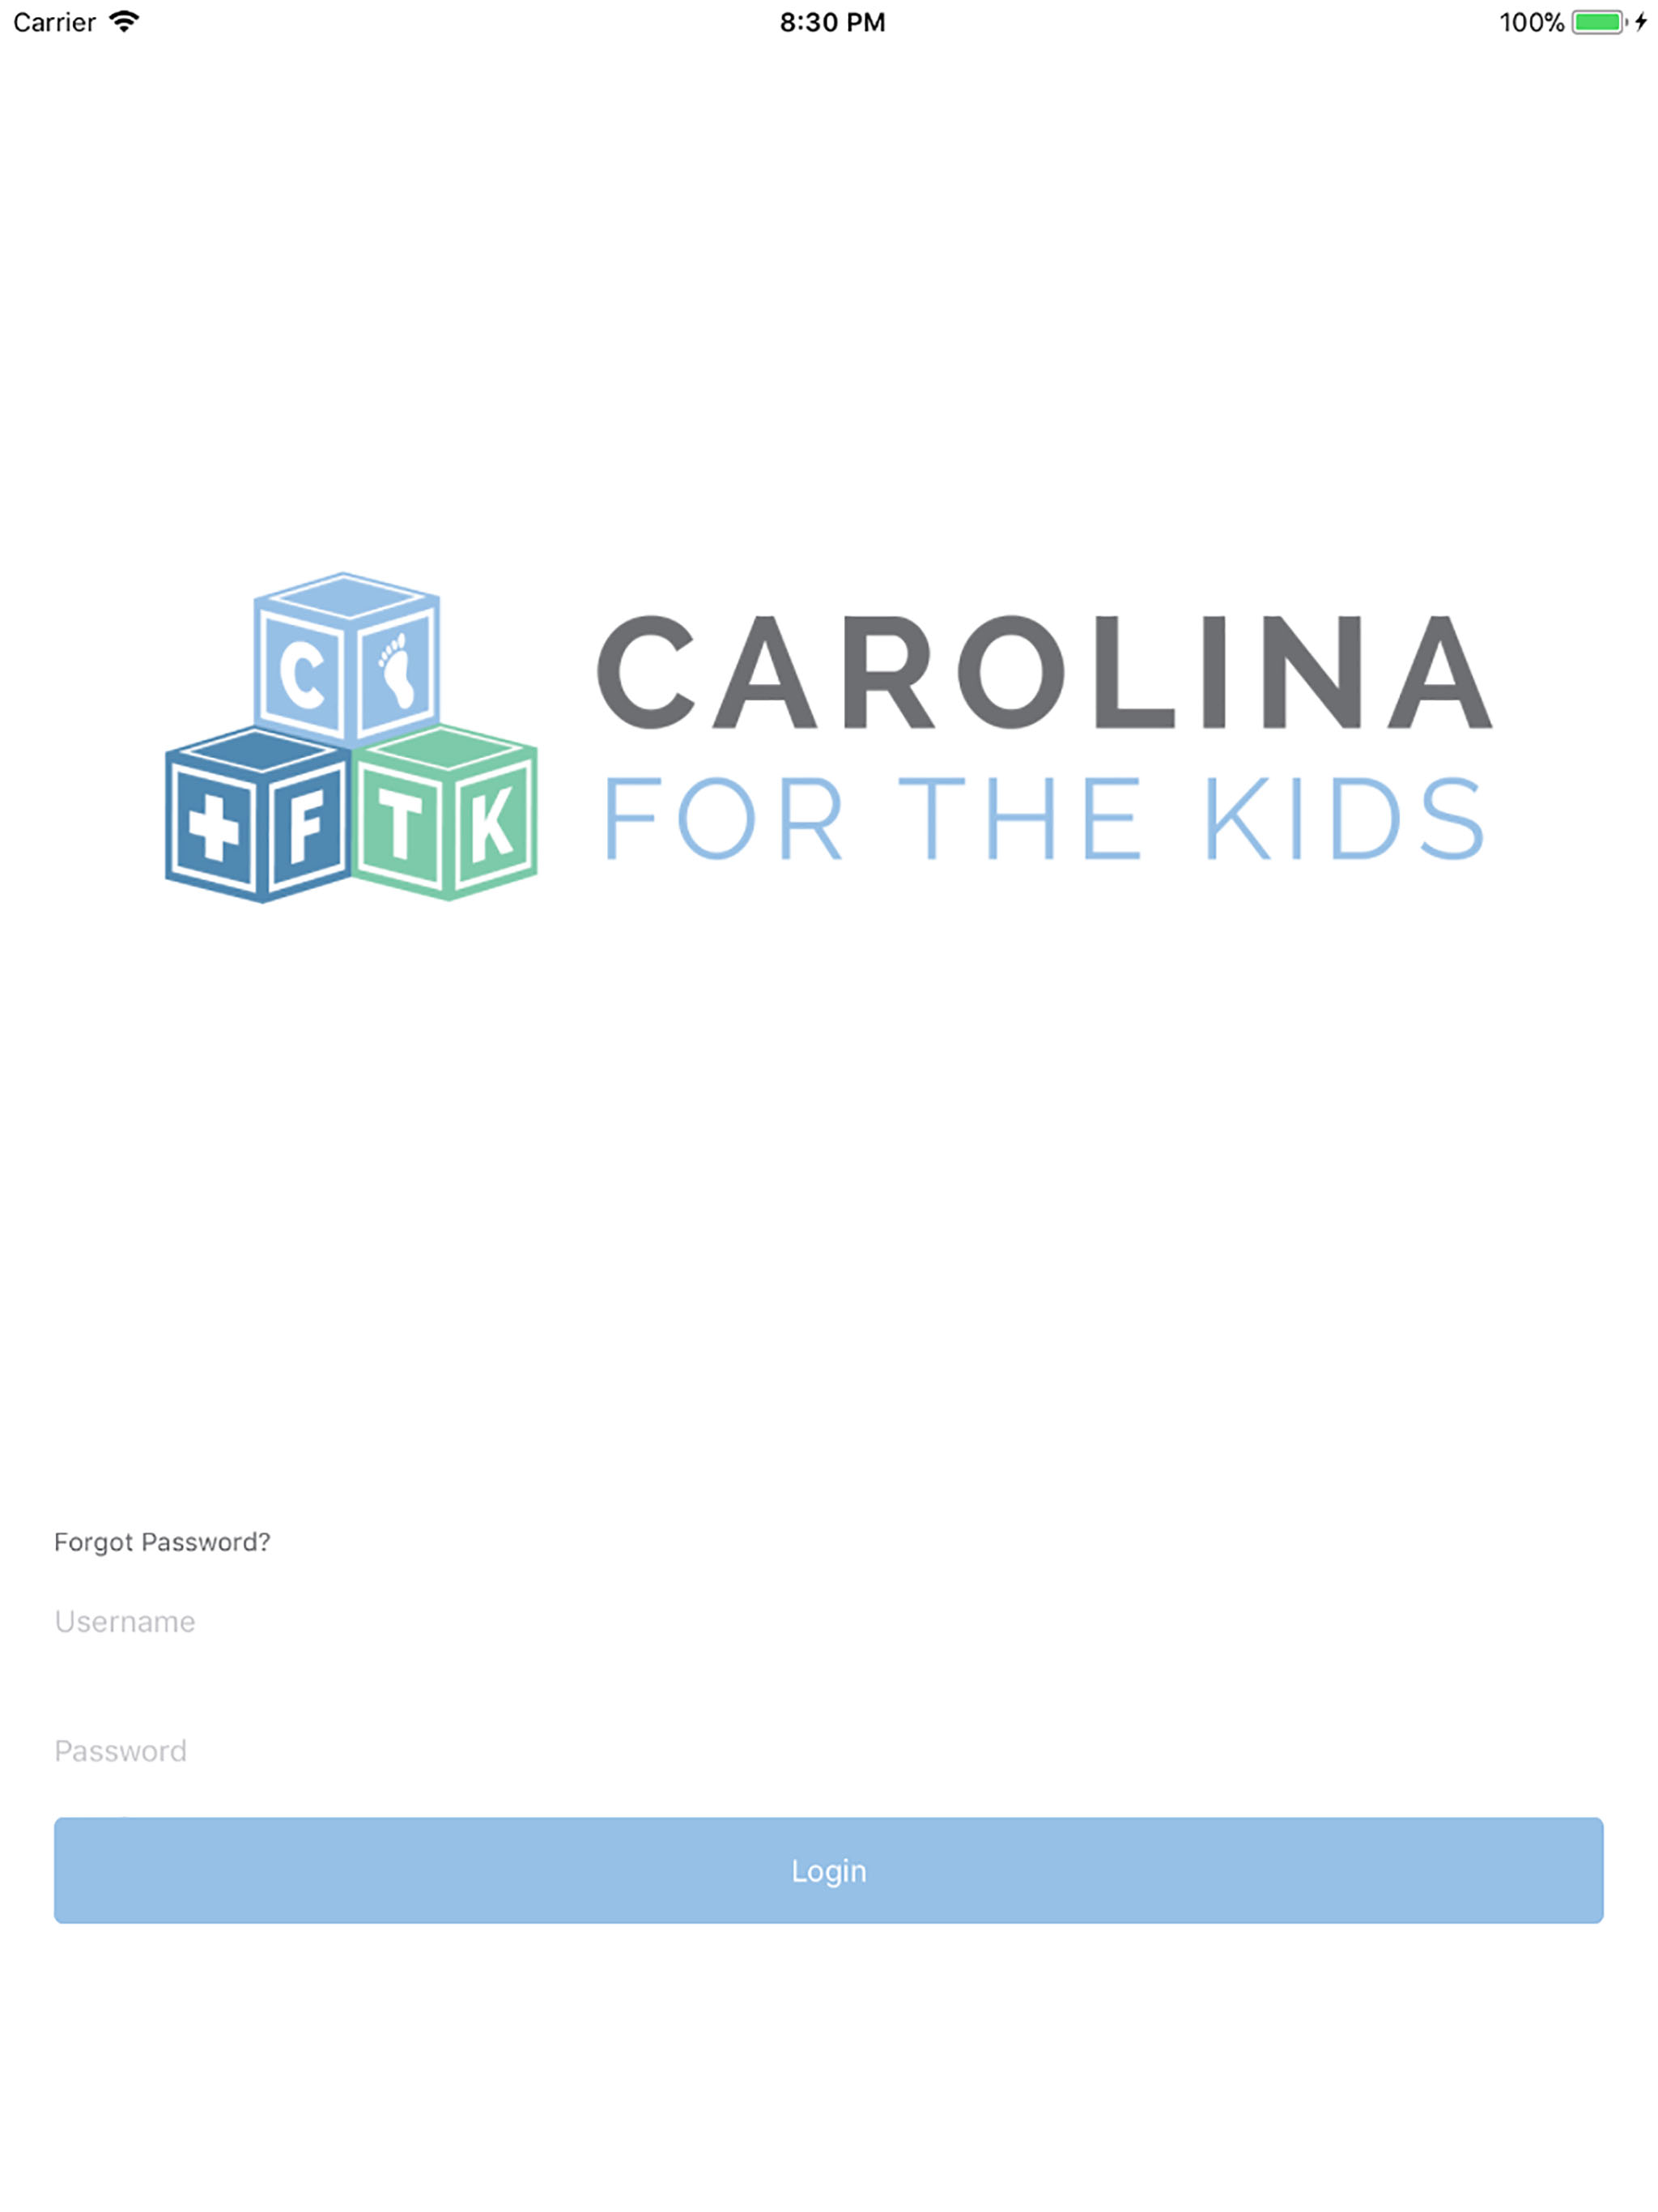 Carrier 8:30 PM 100%
C
F T K
CAROLINA
FOR THE KIDS
Forgot Password?
Username
Password
Login